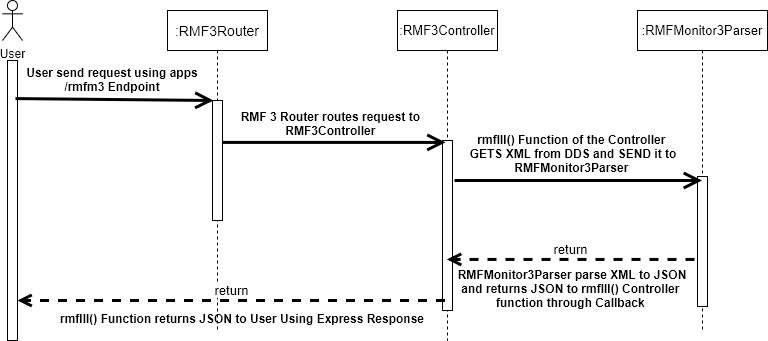 :RMF3Router
:RMF3Controller
:RMFMonitor3Parser
User
User send request using apps
/rmfm3 Endpoint
RMF 3 Router routes request to
RMF3Controller
rmfIII() Function of the Controller
GETS XML from DDS and SEND it to
RMFMonitor3Parser
return
RMFMonitor3Parser parse XML to JSON
and returns JSON to rmfIII() Controller
function through Callback
return
rmfIII() Function returns JSON to User Using Express Response